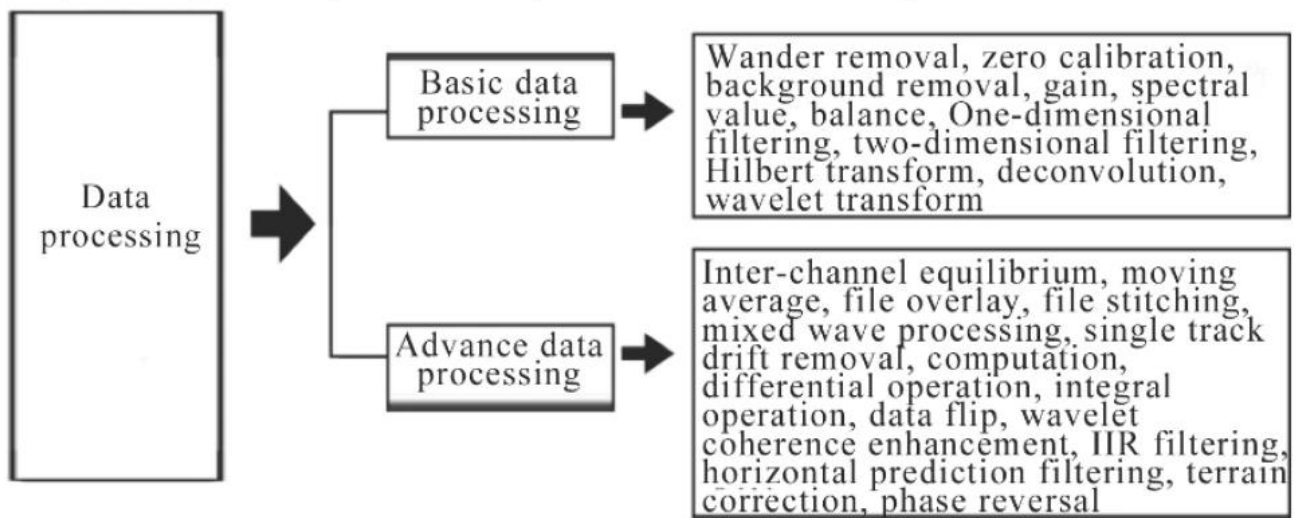 Data
processing
Basic data
processing
Wander removal, zero calibration,
background removal, gain, spectral
value, balance, One-dimensional
filtering, two-dimensional filtering,
Hilbert transform, deconvolution,
wavelet transform
Advance data
processing
Inter-channel equilibrium, moving
average, file overlay, file stitching,
mixed wave processing, single track
drift removal, computation,
differential operation, integral
operation, data flip, wavelet
coherence enhancement, IIR filtering,
horizontal prediction filtering, terrain
correction, phase reversal